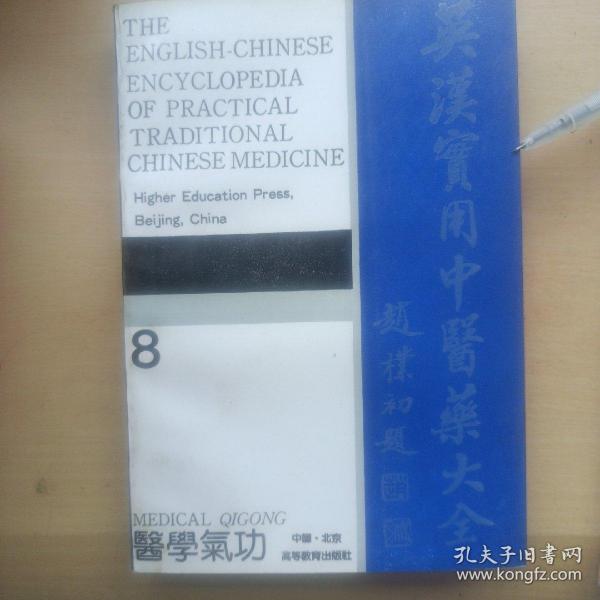 THE
ENGLISH-CHINESE
ENCYCLOPEDIA
OF PRACTICAL
TRADITIONAL
CHINESE MEDICINE
Higher Education Press,
Beijing, China
8
MEDICAL QIGONG
醫學氣功
中國·北京
高等教育出版社
英漢實用中醫藥大全
趙樸初題
孔夫子旧书网
www.kongfz.com